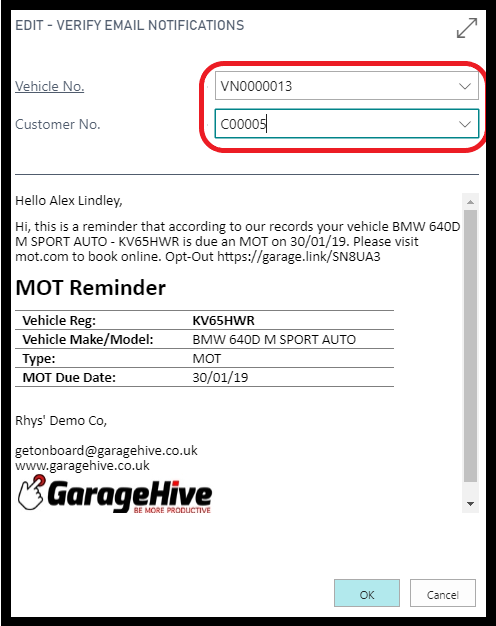 EDIT - VERIFY EMAIL NOTIFICATIONS
Vehicle No. VN0000013
Customer No. C00005
Hello Alex Lindley,
Hi, this is a reminder that according to our records your vehicle BMW 640D
M SPORT AUTO - KV65HWR is due an MOT on 30/01/19. Please visit
mot.com to book online. Opt-Out https://garage.link/SN8UA3
MOT Reminder
Vehicle Reg: KV65HWR
Vehicle Make/Model: BMW 640D M SPORT AUTO
Type: MOT
MOT Due Date: 30/01/19
Rhys' Demo Co,
getonboard@garagehive.co.uk
www.garagehive.co.uk
GarageHive
BE MORE PRODUCTIVE
OK Cancel